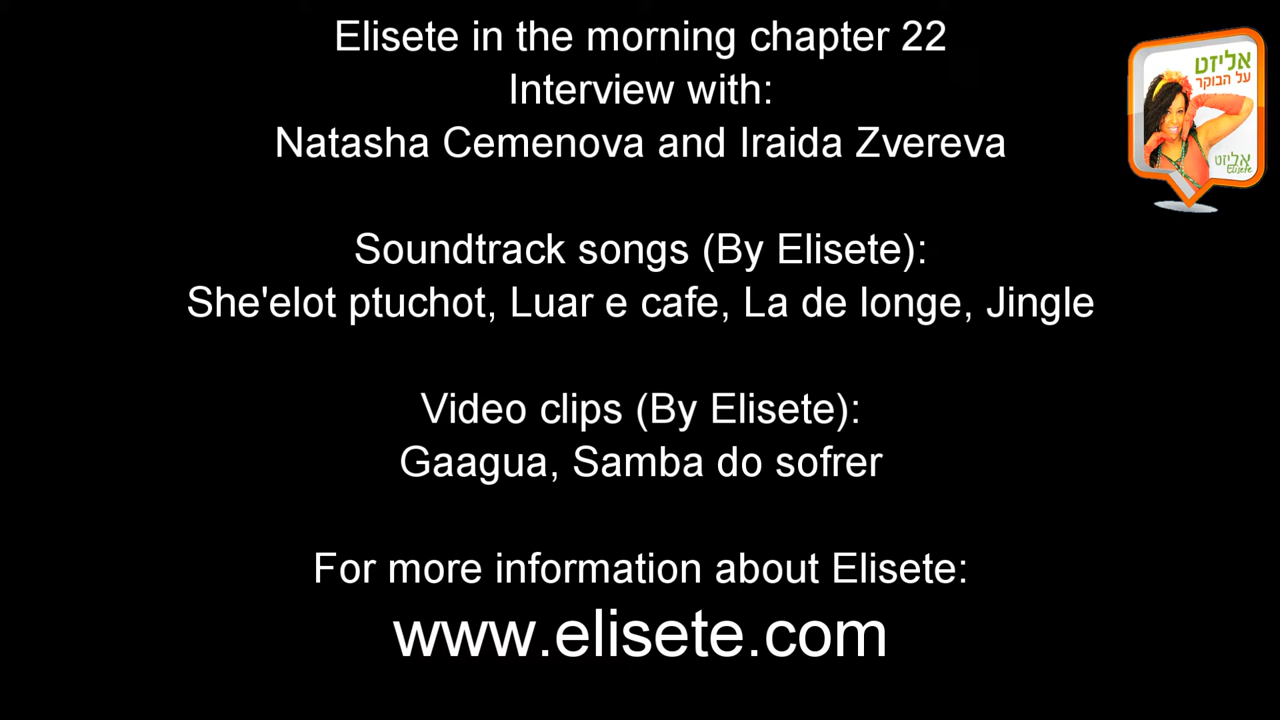 Elisete in the morning chapter 22
Interview with:
Natasha Cemenova and Iraida Zvereva
Soundtrack songs (By Elisete):
She'elot ptuchot, Luar e cafe, La de longe, Jingle
Video clips (By Elisete):
Gaagua, Samba do sofrer
For more information about Elisete:
www.elisete.com
אליזט
על הבוקר
אליזט
Elisete